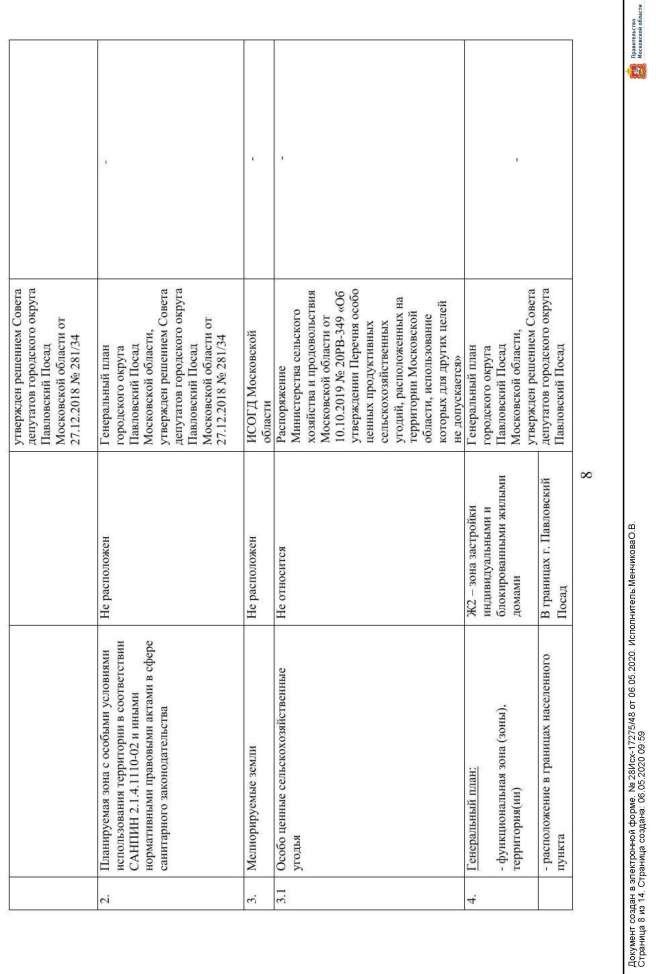 утвержден решением Совета
депутатов городского округа
Павловский Посад
Московской области от
27.12.2018 № 281/34
2.
Планируемая зона с особыми условиями
использования территории в соответствии
САНПИН 2.1.4.1110-02 и иными
нормативными правовыми актами в сфере
санитарного законодательства
Не расположен
Генеральный план
городского округа
Павловский Посад
Московской области,
утвержден решением Совета
депутатов городского округа
Павловский Посад
Московской области от
27.12.2018 № 281/34
-
3.
Мелиорируемые земли
Не расположен
ИСОГД Московской
области
-
3.1
Особо ценные сельскохозяйственные
угодья
Не относится
Распоряжение
Министерства сельского
хозяйства и продовольствия
Московской области от
10.10.2019 № 20РВ-349 «Об
утверждении Перечня особо
ценных продуктивных
сельскохозяйственных
угодий, расположенных на
территории Московской
области, использование
которых для других целей
не допускается»
-
4.
Генеральный план:
- функциональная зона (зоны),
территория(ии)
Ж2 – зона застройки
индивидуальными и
блокированными жилыми
домами
Генеральный план
городского округа
Павловский Посад
Московской области,
утвержден решением Совета
депутатов городского округа
Павловский Посад
-
- расположение в границах населенного
пункта
В границах г. Павловский
Посад
8
Документ создан в электронной форме. № 28Исх-17275/48 от 06.05.2020. Исполнитель:МенчиковаО.В.
Страница 8 из 14. Страница создана: 06.05.2020 09:59
Правительство
Московской области